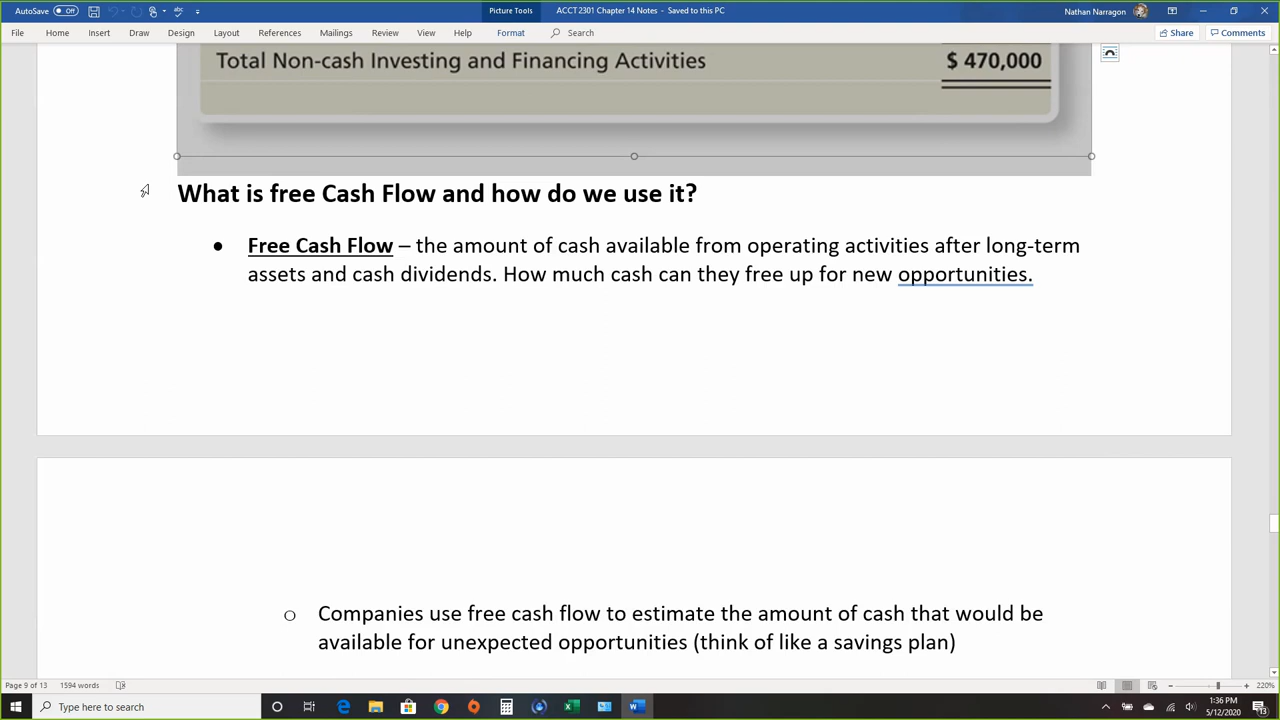 AutoSave Off
Picture Tools
ACCT 2301 Chapter 14 Notes - Saved to this PC
Nathan Narragon
File Home Insert Draw Design Layout References Mailings Review View Help Format Search Share Comments
Total Non-cash Investing and Financing Activities $ 470,000
What is free Cash Flow and how do we use it?
• Free Cash Flow – the amount of cash available from operating activities after long-term
assets and cash dividends. How much cash can they free up for new opportunities.
o Companies use free cash flow to estimate the amount of cash that would be
available for unexpected opportunities (think of like a savings plan)
Page 9 of 13 1594 words 220%
Type here to search
1:36 PM
5/12/2020
13